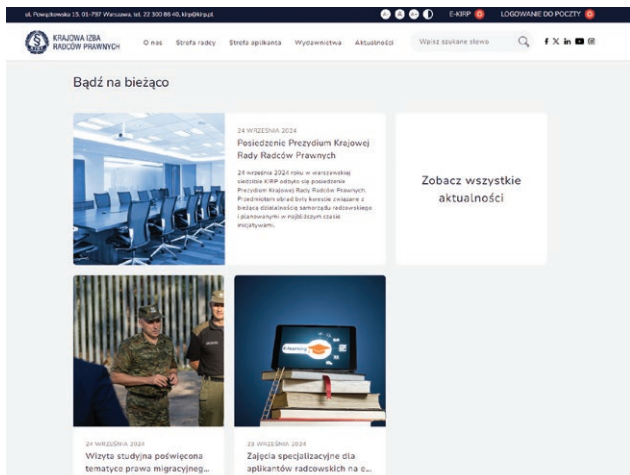 ul. Powązkowska 15, 01-797 Warszawa, tel. 22 300 86 40, kirp@kirp.pl
A- A A+ E-KIRP LOGOWANIE DO POCZTY
KRAJOWA IZBA
RADCÓW PRAWNYCH
O nas Strefa radcy Strefa aplikanta Wydawnictwa Aktualności Wpisz szukane słowo
Bądź na bieżąco
24 WRZEŚNIA 2024
Posiedzenie Prezydium Krajowej
Rady Radców Prawnych
24 września 2024 roku w warszawskiej
siedzibie KIRP odbyło się posiedzenie
Prezydium Krajowej Rady Radców Prawnych.
Przedmiotem obrad były kwestie związane z
bieżącą działalnością samorządu radcowskiego
i planowanymi w najbliższym czasie
inicjatywami.
Zobacz wszystkie
aktualności
E-learning
24 WRZEŚNIA 2024
Wizyta studyjna poświęcona
tematyce prawa migracyjneg...
23 WRZEŚNIA 2024
Zajęcia specjalizacyjne dla
aplikantów radcowskich na e...